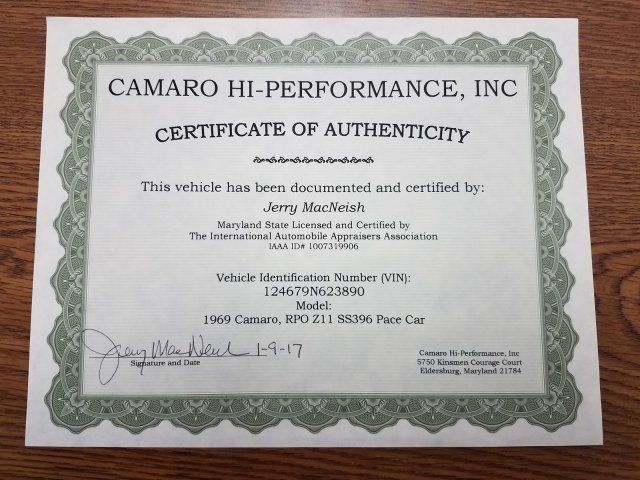 CAMARO HI-PERFORMANCE, INC
CERTIFICATE OF AUTHENTICITY
This vehicle has been documented and certified by:
Jerry MacNeish
Maryland State Licensed and Certified by
The International Automobile Appraisers Association
IAAA ID# 1007319906
Vehicle Identification Number (VIN):
124679N623890
Model:
1969 Camaro, RPO Z11 SS396 Pace Car
Jerry MacNeish 1-9-17
Signature and Date
Camaro Hi-Performance, Inc
5750 Kinsmen Courage Court
Eldersburg, Maryland 21784